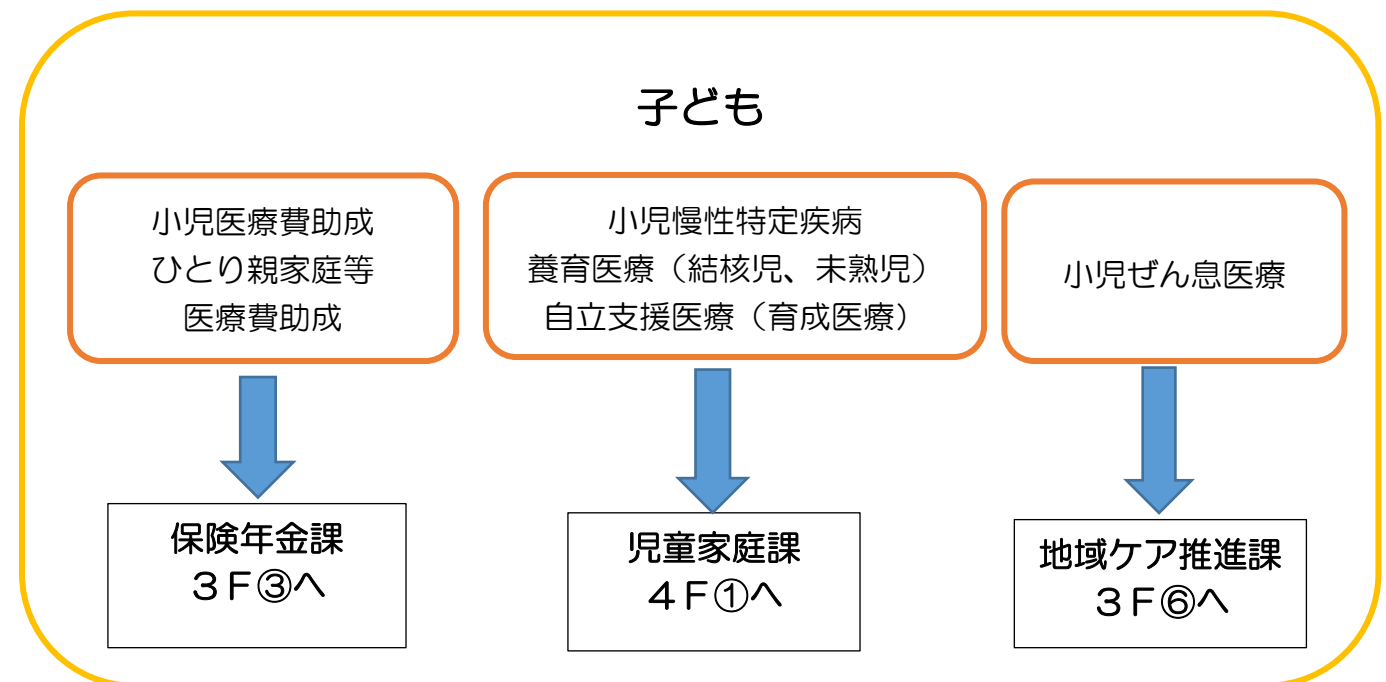 子ども
小児医療費助成
ひとり親家庭等
医療費助成
小児慢性特定疾病
養育医療（結核児、未熟児）
自立支援医療（育成医療）
小児ぜん息医療
保険年金課
３Ｆ③へ
児童家庭課
４Ｆ①へ
地域ケア推進課
３Ｆ⑥へ